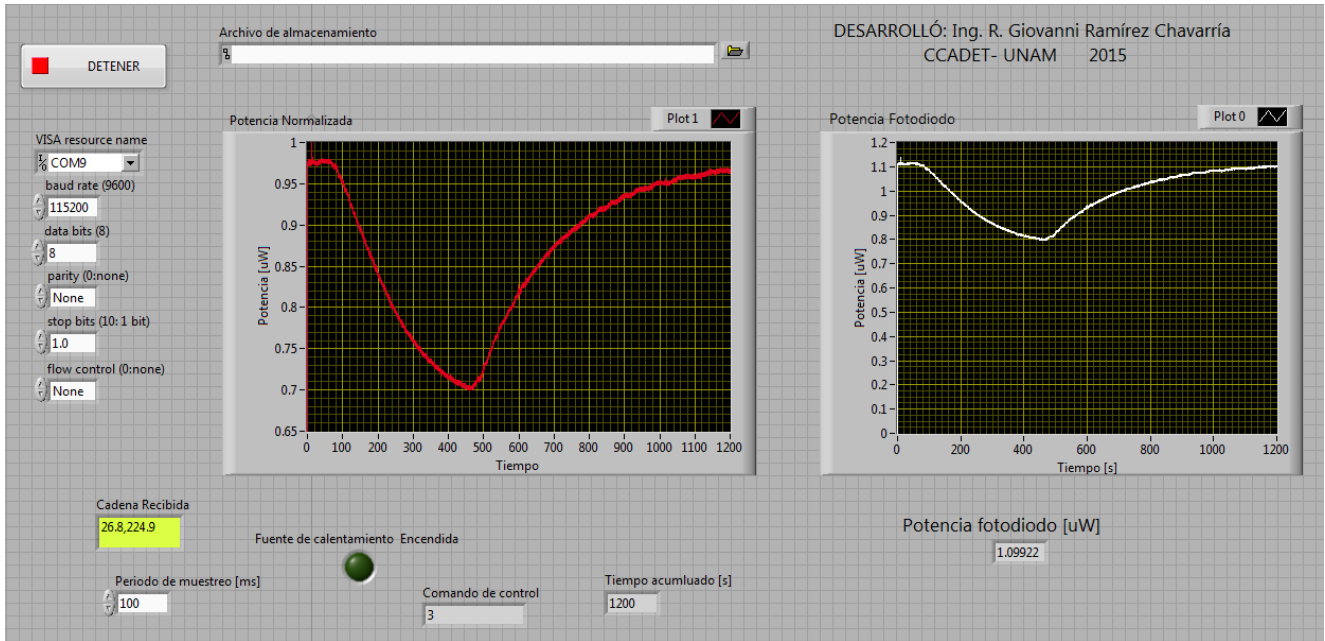 DETENER
Archivo de almacenamiento
DESARROLLÓ: Ing. R. Giovanni Ramírez Chavarría
CCADET- UNAM 2015
VISA resource name
COM9
baud rate (9600)
115200
data bits (8)
8
parity (0:none)
None
stop bits (10: 1 bit)
1.0
flow control (0:none)
None
Potencia Normalizada
Plot 1
1
0.95
0.9
0.85
0.8
0.75
0.7
0.65
Potencia [uW]
0 100 200 300 400 500 600 700 800 900 1000 1100 1200
Tiempo
Potencia Fotodiodo
Plot 0
1.2
1.1
1
0.9
0.8
0.7
0.6
0.5
0.4
0.3
0.2
0.1
0
Potencia [uW]
0 200 400 600 800 1000 1200
Tiempo [s]
Cadena Recibida
26.8,224.9
Fuente de calentamiento Encendida
Potencia fotodiodo [uW]
1.09922
Periodo de muestreo [ms]
100
Comando de control
3
Tiempo acumluado [s]
1200